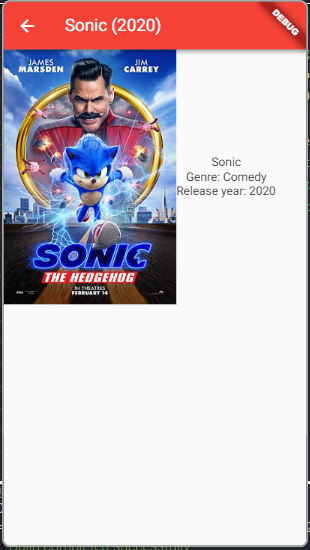 Sonic (2020)
DEBUG
JAMES
MARSDEN
JIM
CARREY
Sonic
Genre: Comedy
Release year: 2020
SONIC
THE HEDGEHOG
IN THEATRES
FEBRUARY 14